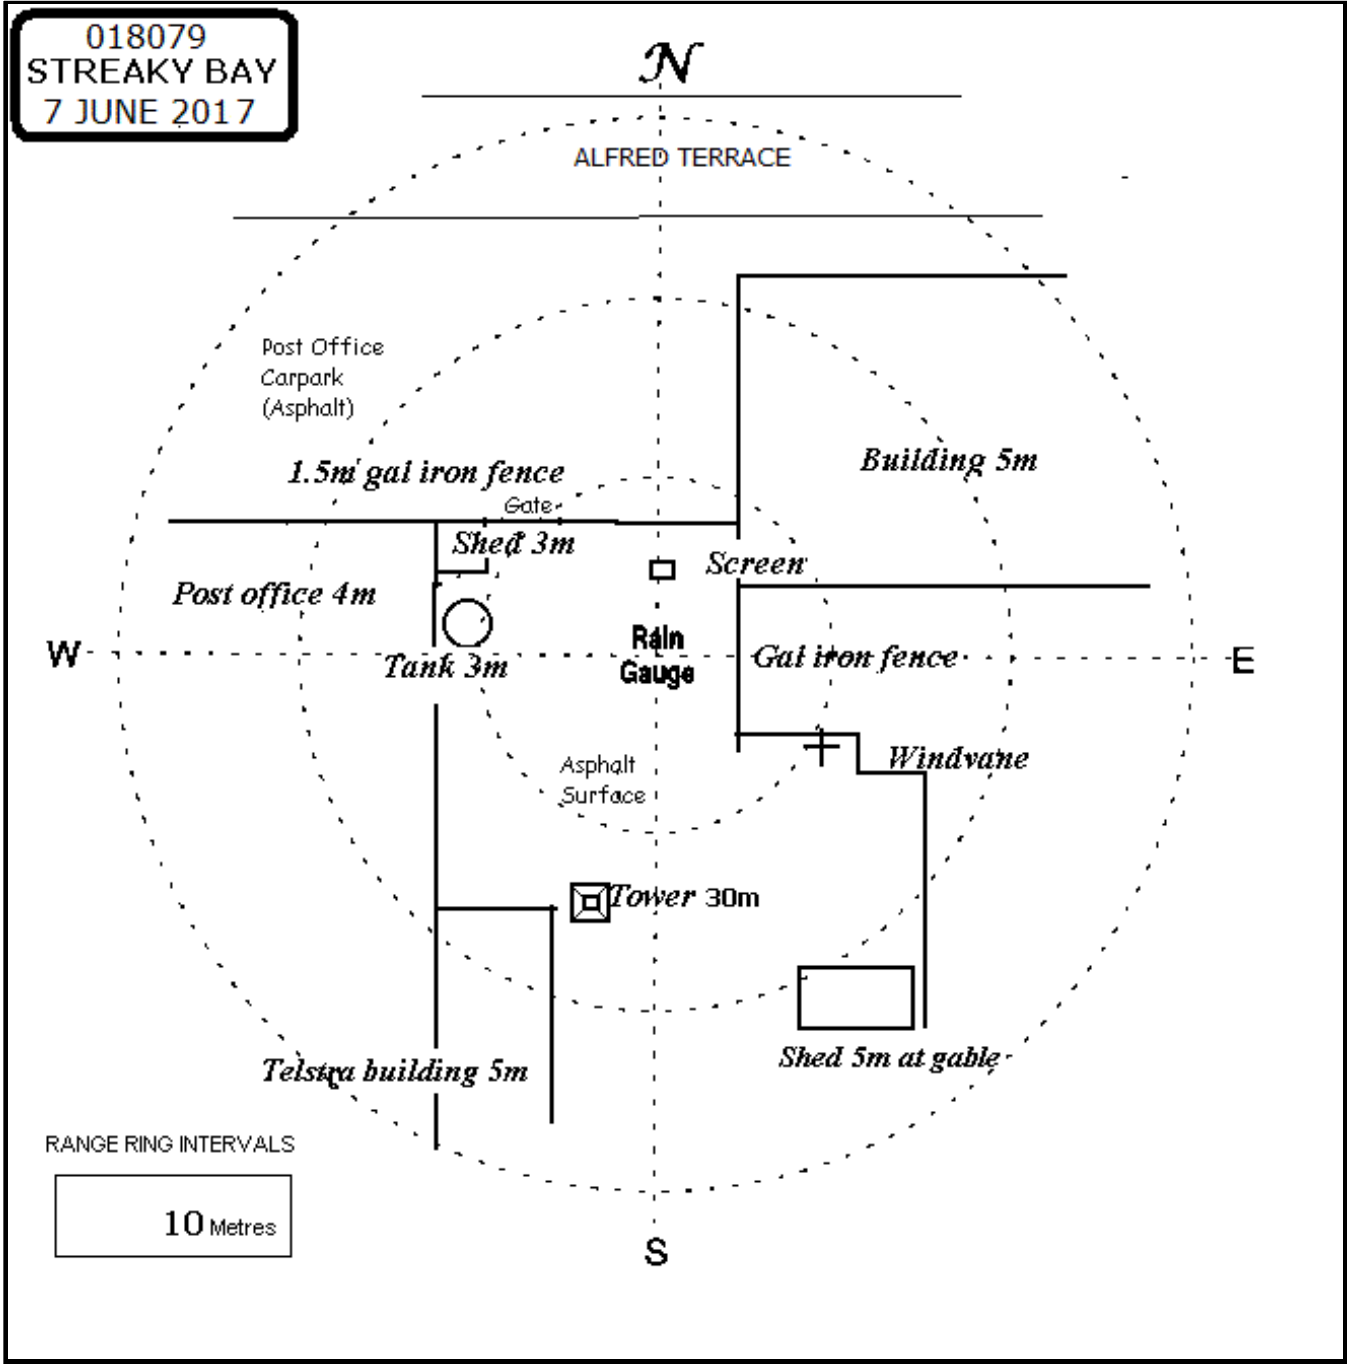 018079
STREAKY BAY
7 JUNE 2017
N
ALFRED TERRACE
Post Office
Carpark
(Asphalt)
Building 5m
1.5m gal iron fence
Gate
Shed 3m
Screen
Post office 4m
Rain
Gauge
W
Tank 3m
Gal iron fence
E
Windvane
Asphalt
Surface
Tower 30m
Shed 5m at gable
Telstra building 5m
RANGE RING INTERVALS
10 Metres
S